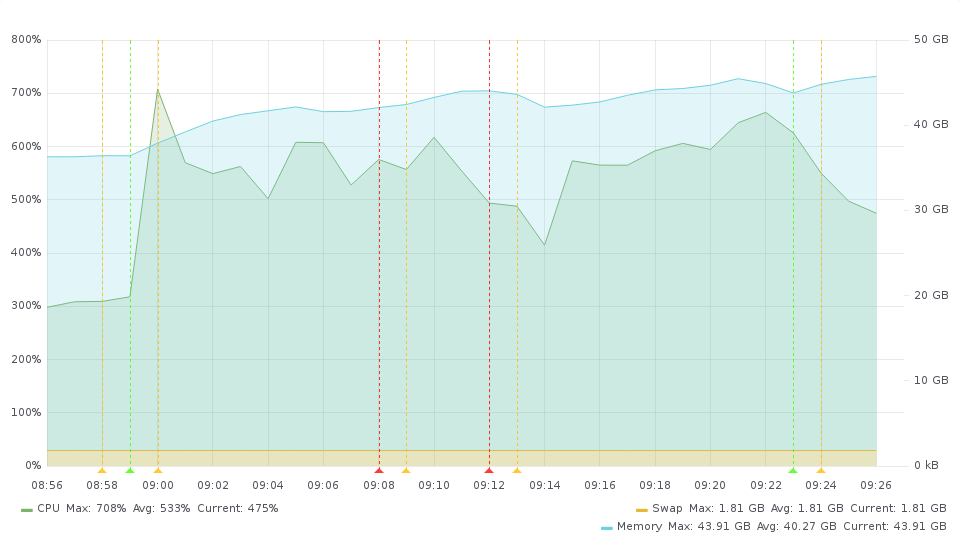 800%
700%
600%
500%
400%
300%
200%
100%
0%
50 GB
40 GB
30 GB
20 GB
10 GB
0 kB
08:56 08:58 09:00 09:02 09:04 09:06 09:08 09:10 09:12 09:14 09:16 09:18 09:20 09:22 09:24 09:26
CPU Max: 708% Avg: 533% Current: 475%
Swap Max: 1.81 GB Avg: 1.81 GB Current: 1.81 GB
Memory Max: 43.91 GB Avg: 40.27 GB Current: 43.91 GB